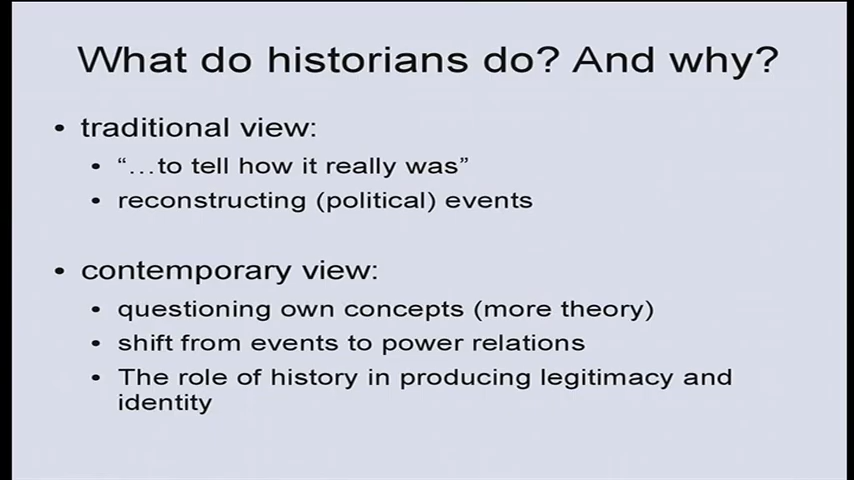 What do historians do? And why?
• traditional view:
• “…to tell how it really was”
• reconstructing (political) events
• contemporary view:
• questioning own concepts (more theory)
• shift from events to power relations
• The role of history in producing legitimacy and
identity